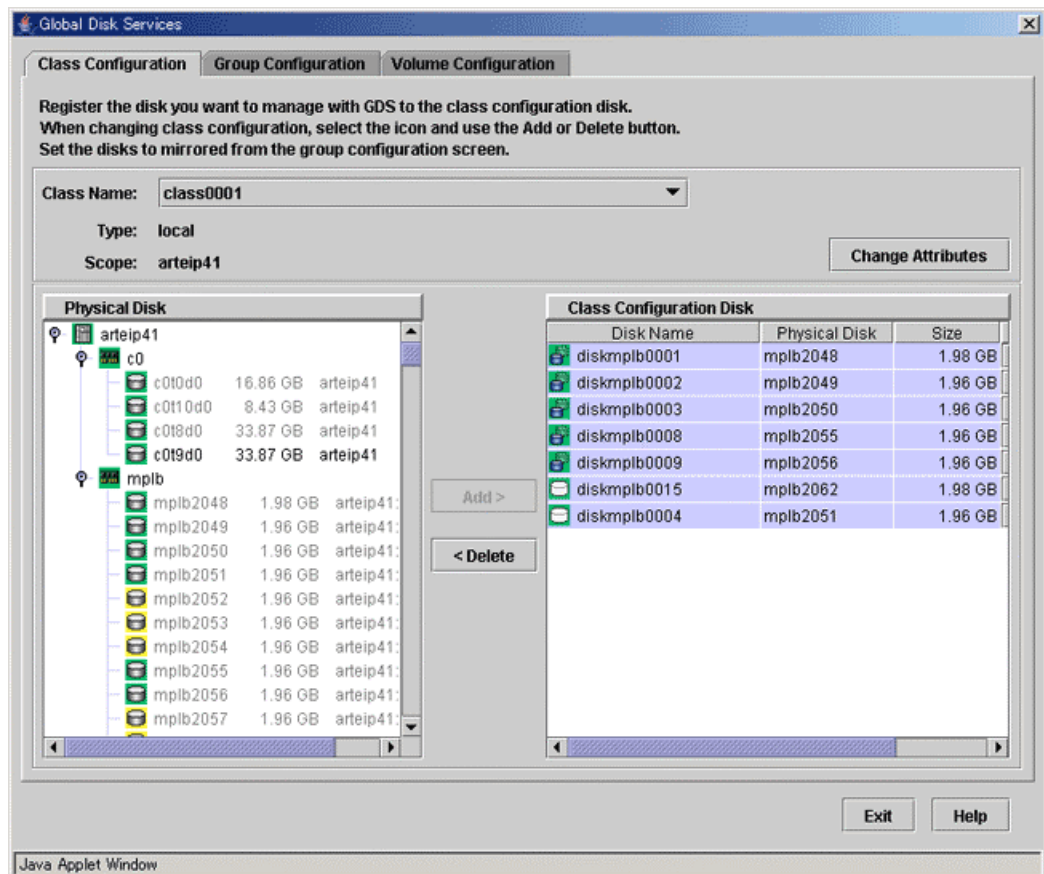 Global Disk Services
Class Configuration Group Configuration Volume Configuration
Register the disk you want to manage with GDS to the class configuration disk.
When changing class configuration, select the icon and use the Add or Delete button.
Set the disks to mirrored from the group configuration screen.
Class Name: class0001
Type: local
Scope: arteip41
Change Attributes
Physical Disk
arteip41
c0
c0t0d0 16.86 GB arteip41
c0t10d0 8.43 GB arteip41
c0t8d0 33.87 GB arteip41
c0t9d0 33.87 GB arteip41
mplb
mplb2048 1.98 GB arteip41:
mplb2049 1.96 GB arteip41:
mplb2050 1.96 GB arteip41:
mplb2051 1.96 GB arteip41:
mplb2052 1.96 GB arteip41:
mplb2053 1.96 GB arteip41:
mplb2054 1.96 GB arteip41:
mplb2055 1.96 GB arteip41:
mplb2056 1.96 GB arteip41:
mplb2057 1.96 GB arteip41:
Add >
< Delete
Class Configuration Disk
Disk Name Physical Disk Size
diskmplb0001 mplb2048 1.98 GB
diskmplb0002 mplb2049 1.96 GB
diskmplb0003 mplb2050 1.96 GB
diskmplb0008 mplb2055 1.96 GB
diskmplb0009 mplb2056 1.96 GB
diskmplb0015 mplb2062 1.98 GB
diskmplb0004 mplb2051 1.96 GB
Exit Help
Java Applet Window